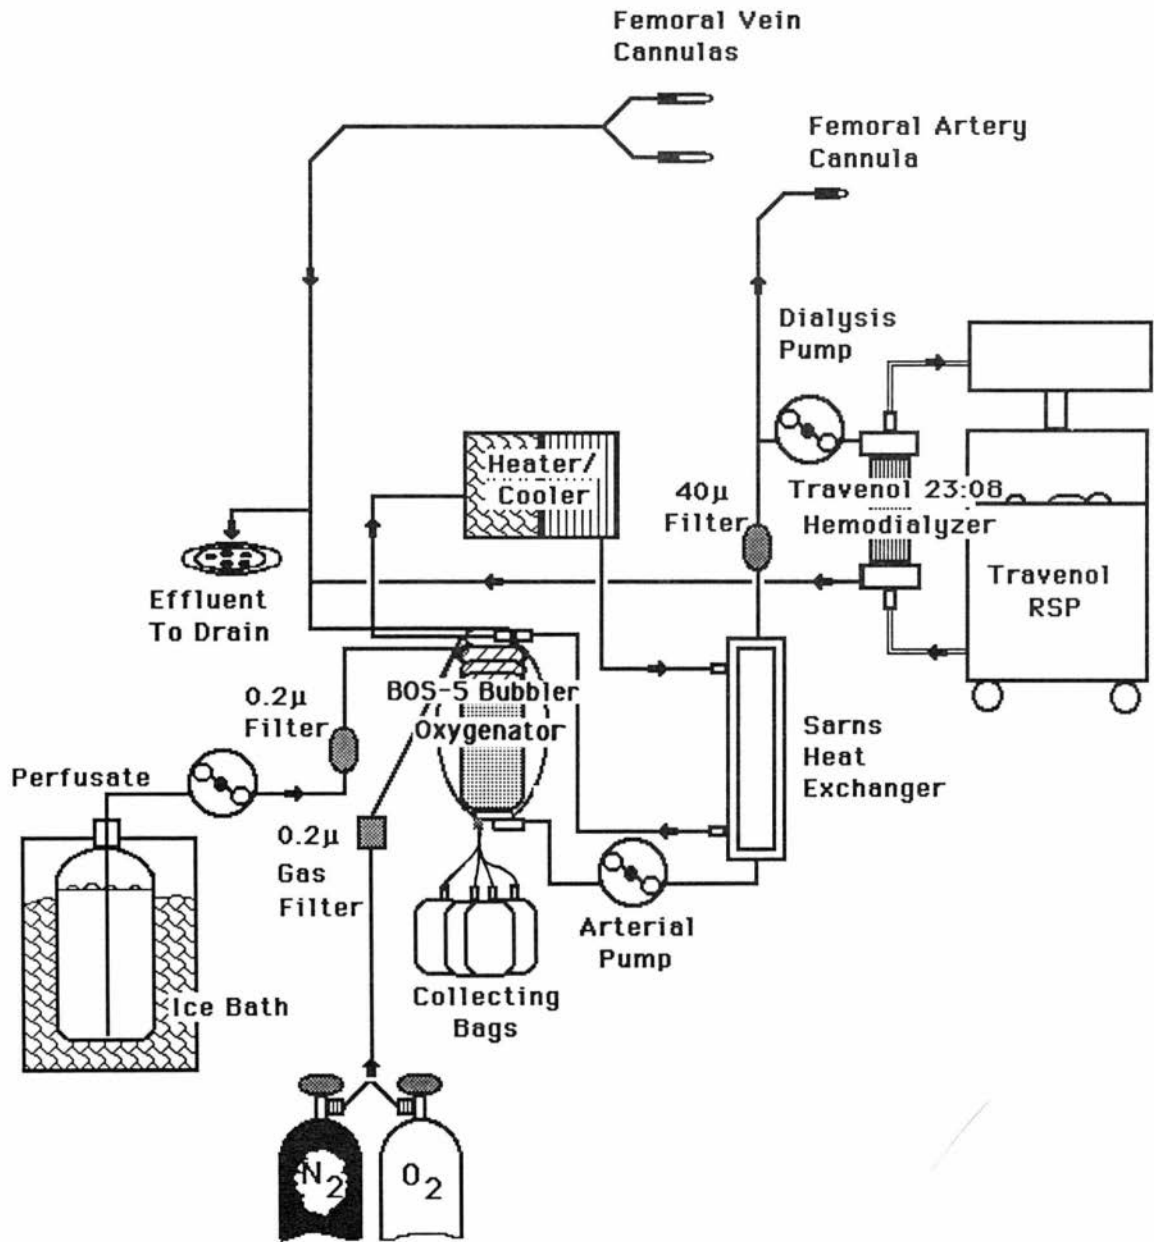 Femoral Vein
Cannulas
Femoral Artery
Cannula
Dialysis
Pump
Heater/
Cooler
40μ
Filter
Travenol 23:08
Hemodialyzer
Travenol
RSP
Effluent
To Drain
0.2μ
Filter
BOS-5 Bubbler
Oxygenator
Sarns
Heat
Exchanger
Perfusate
0.2μ
Gas
Filter
Arterial
Pump
Collecting
Bags
Ice Bath
N2
O2